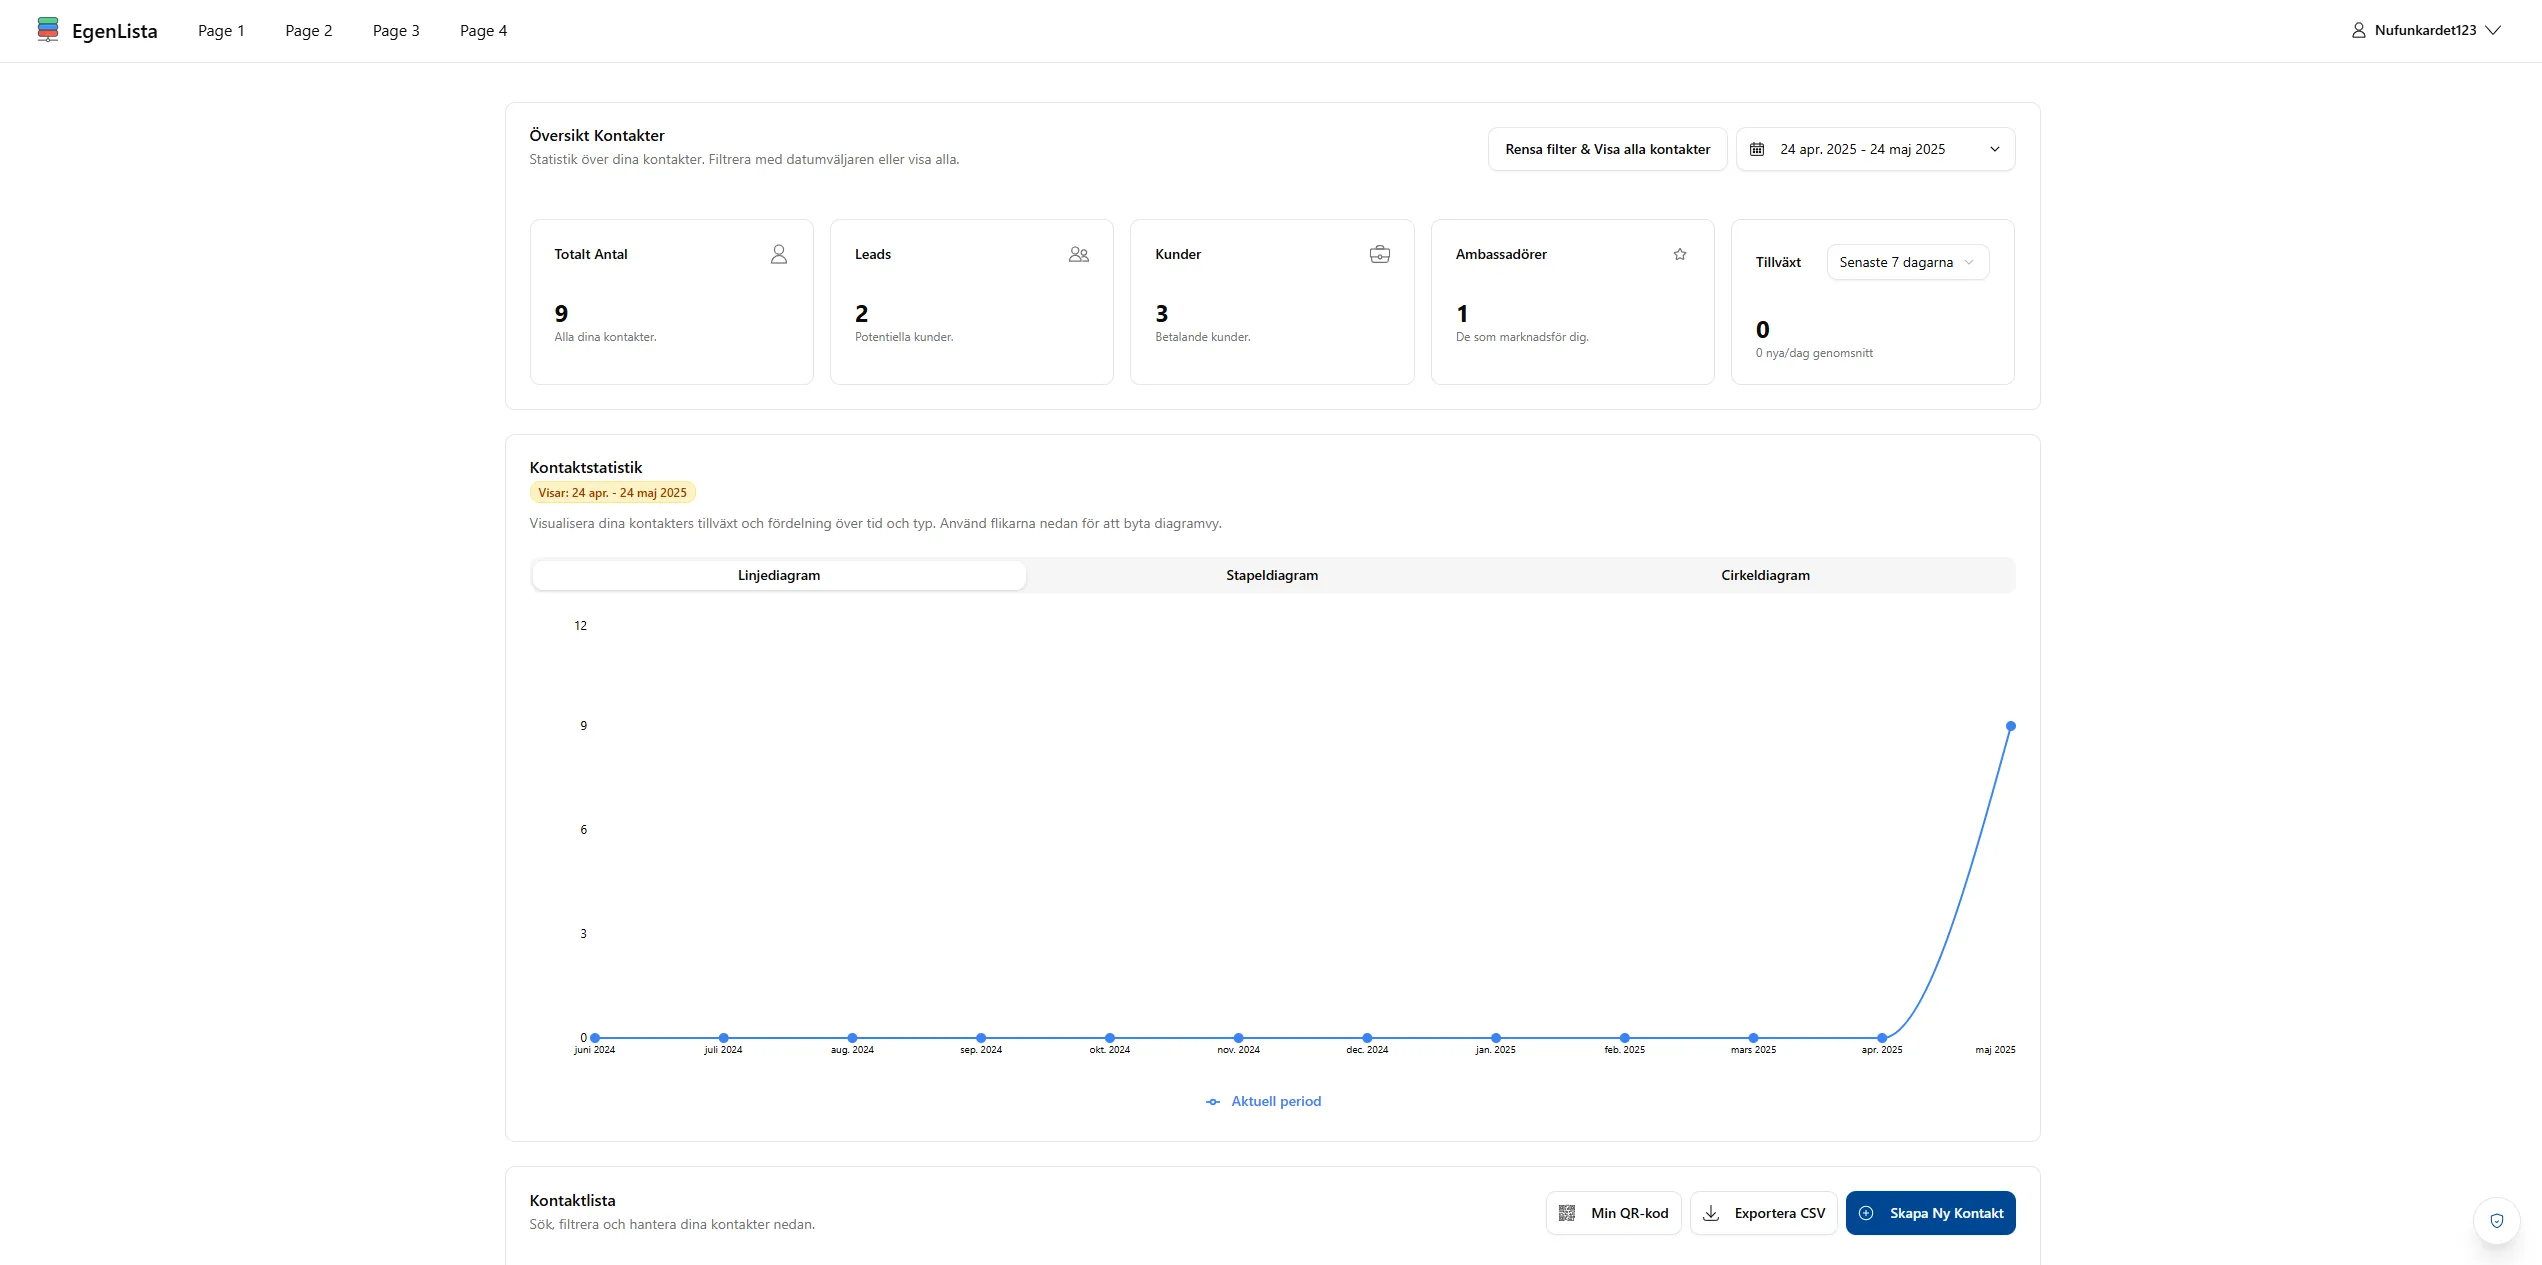 EgenLista
Page 1
Page 2
Page 3
Page 4
Nufunkardet123
Översikt Kontakter
Statistik över dina kontakter. Filtrera med datumväljaren eller visa alla.
Rensa filter & Visa alla kontakter
24 apr. 2025 - 24 maj 2025
Totalt Antal
9
Alla dina kontakter.
Leads
2
Potentiella kunder.
Kunder
3
Betalande kunder.
Ambassadörer
1
De som marknadsför dig.
Tillväxt
Senaste 7 dagarna
0
0 nya/dag genomsnitt
Kontaktstatistik
Visar: 24 apr. - 24 maj 2025
Visualisera dina kontakters tillväxt och fördelning över tid och typ. Använd flikarna nedan för att byta diagramvy.
Linjediagram
Stapeldiagram
Cirkeldiagram
12
9
6
3
0
juni 2024
juli 2024
aug. 2024
sep. 2024
okt. 2024
nov. 2024
dec. 2024
jan. 2025
feb. 2025
mars 2025
apr. 2025
maj 2025
Aktuell period
Kontaktlista
Sök, filtrera och hantera dina kontakter nedan.
Min QR-kod
Exportera CSV
Skapa Ny Kontakt